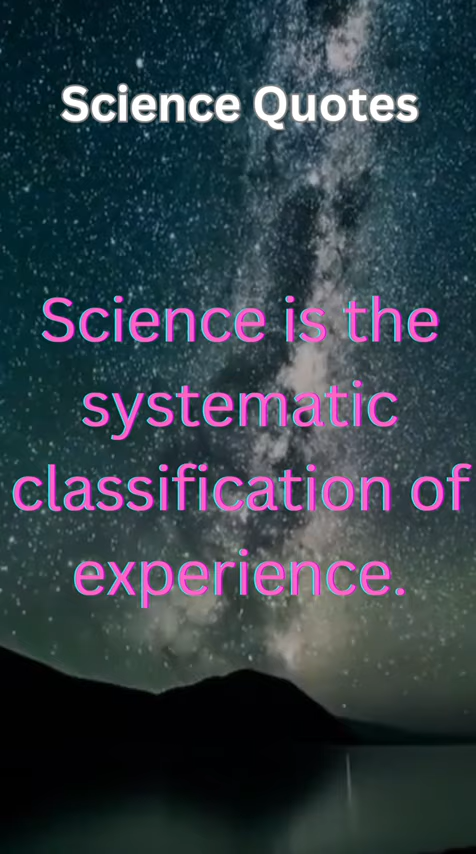 Science Quotes
Science is the
systematic
classification of
experience.